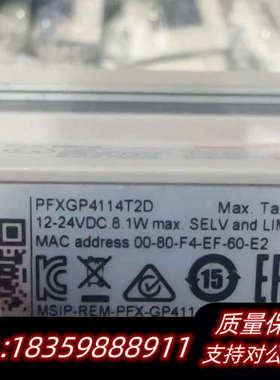 PFXGP4114T2D Max. Ta
12-24VDC.8.1W max. SELV and LIM
MAC address 00-80-F4-EF-60-E2
15
MSIP-REM-PFX-GP411
质量保
:18359888911
支持对公